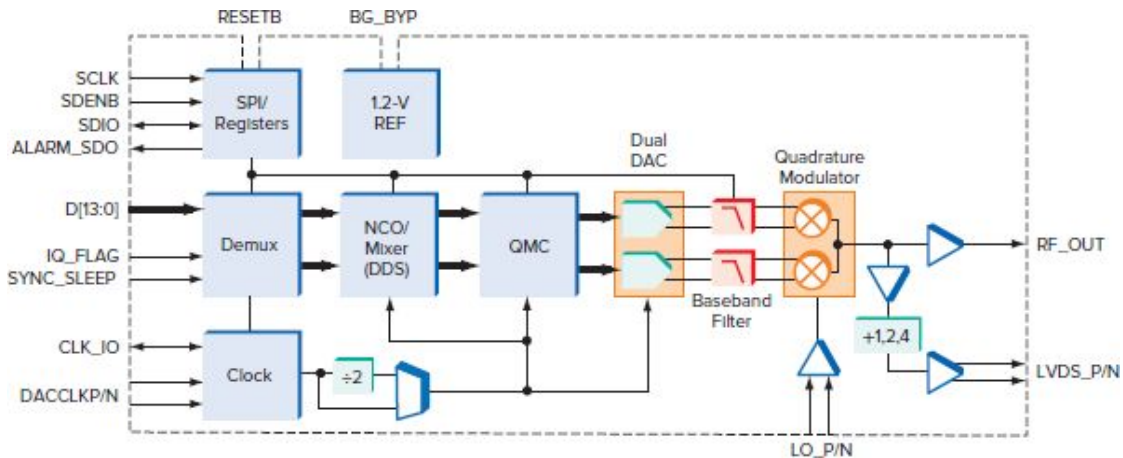 RESETB
BG_BYP
SCLK
SDENB
SDIO
ALARM_SDO
SPI/
Registers
1.2-V
REF
Dual
DAC
Quadrature
Modulator
D[13:0]
IQ_FLAG
SYNC_SLEEP
Demux
NCO/
Mixer
(DDS)
QMC
RF_OUT
Baseband
Filter
+1,2,4
CLK_IO
DACCLKP/N
Clock
÷2
LVDS_P/N
LO_P/N